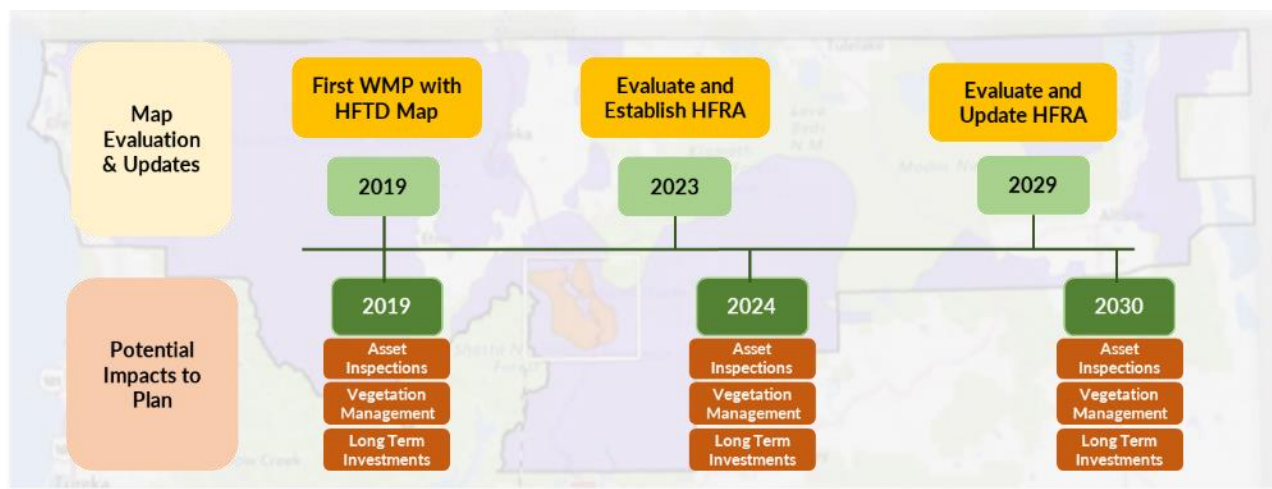 Map
Evaluation
& Updates
First WMP with
HFTD Map
Evaluate and
Establish HFRA
Evaluate and
Update HFRA
2019
2023
2029
Potential
Impacts to
Plan
2019
Asset
Inspections
Vegetation
Management
Long Term
Investments
2024
Asset
Inspections
Vegetation
Management
Long Term
Investments
2030
Asset
Inspections
Vegetation
Management
Long Term
Investments
Tulelake
Eureka